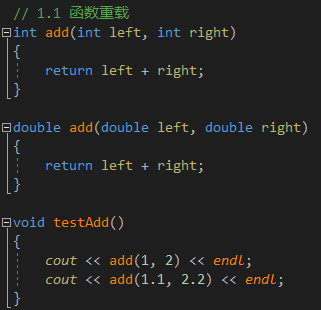 // 1.1 函数重载
int add(int left, int right)
{
    return left + right;
}

double add(double left, double right)
{
    return left + right;
}

void testAdd()
{
    cout << add(1, 2) << endl;
    cout << add(1.1, 2.2) << endl;
}